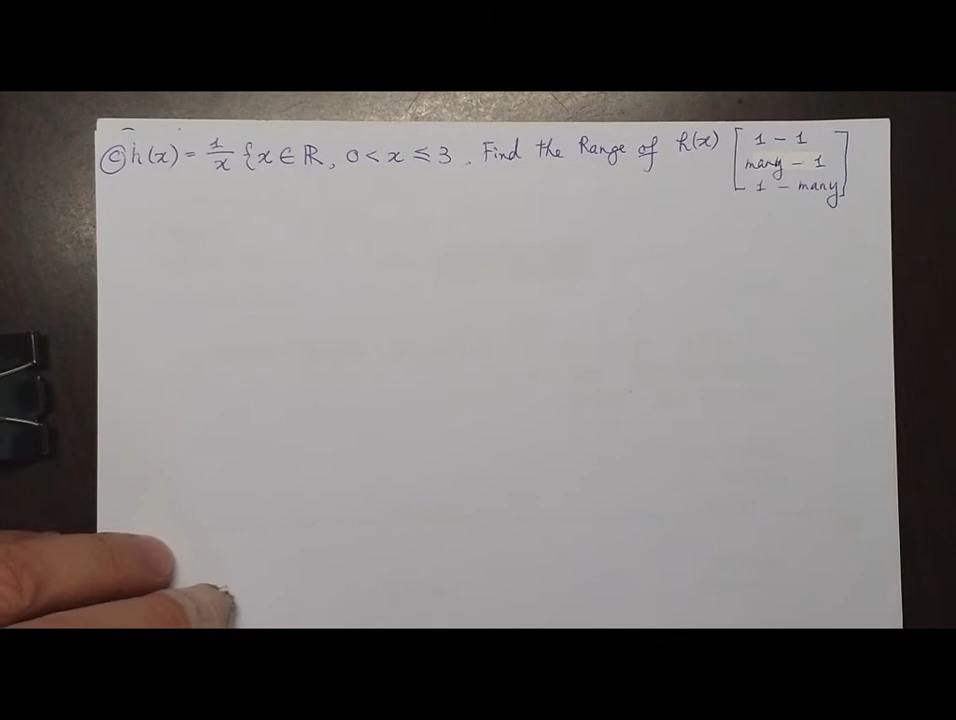 (c) h(x) = 1/x {x ∈ ℝ, 0 < x ≤ 3. Find the Range of h(x) [1 - 1
many - 1
1 - many]